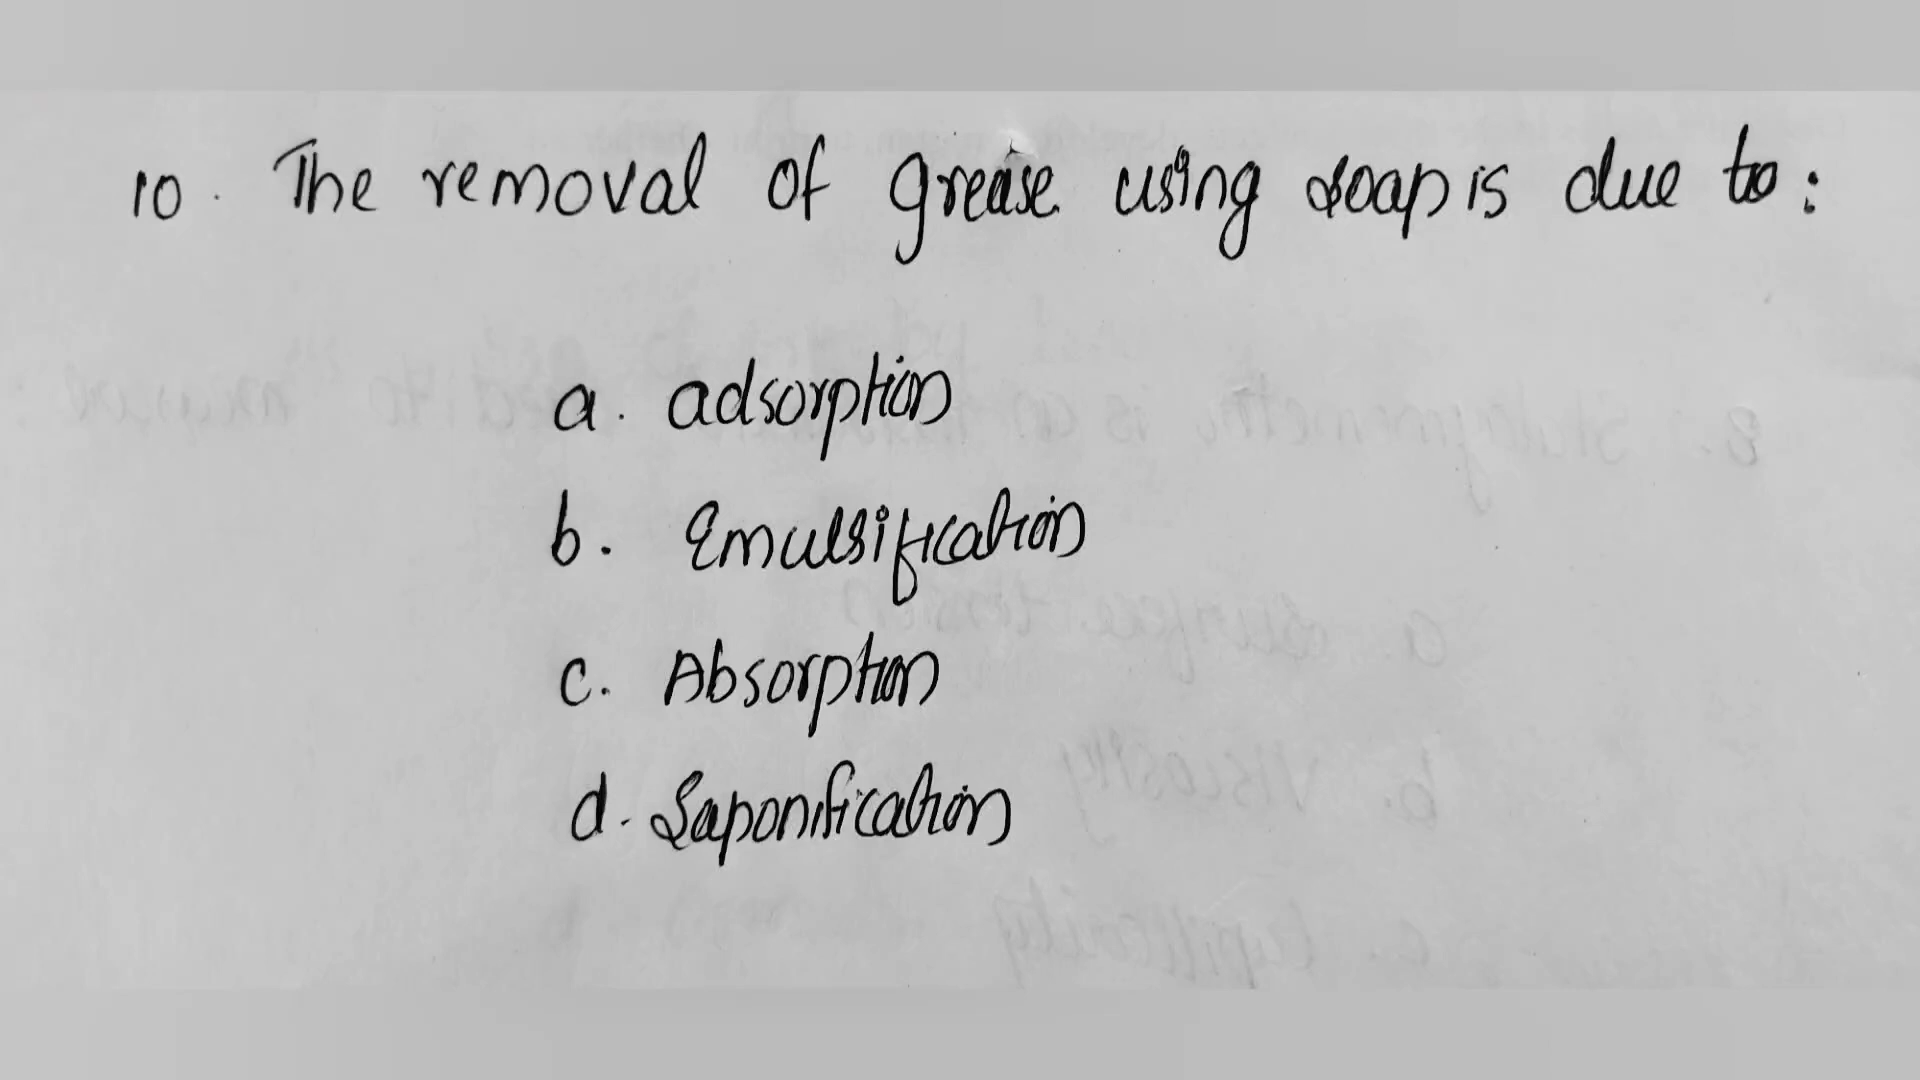 10. The removal of grease using soap is due to:
a. adsorption
b. Emulsification
c. Absorption
d. Saponification